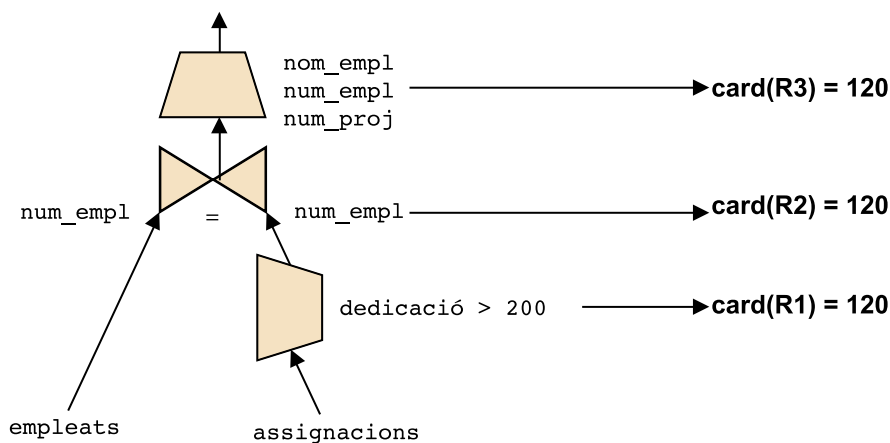 nom_empl
num_empl
num_proj
card(R3) = 120
num_empl
=
num_empl
card(R2) = 120
dedicació > 200
card(R1) = 120
empleats
assignacions